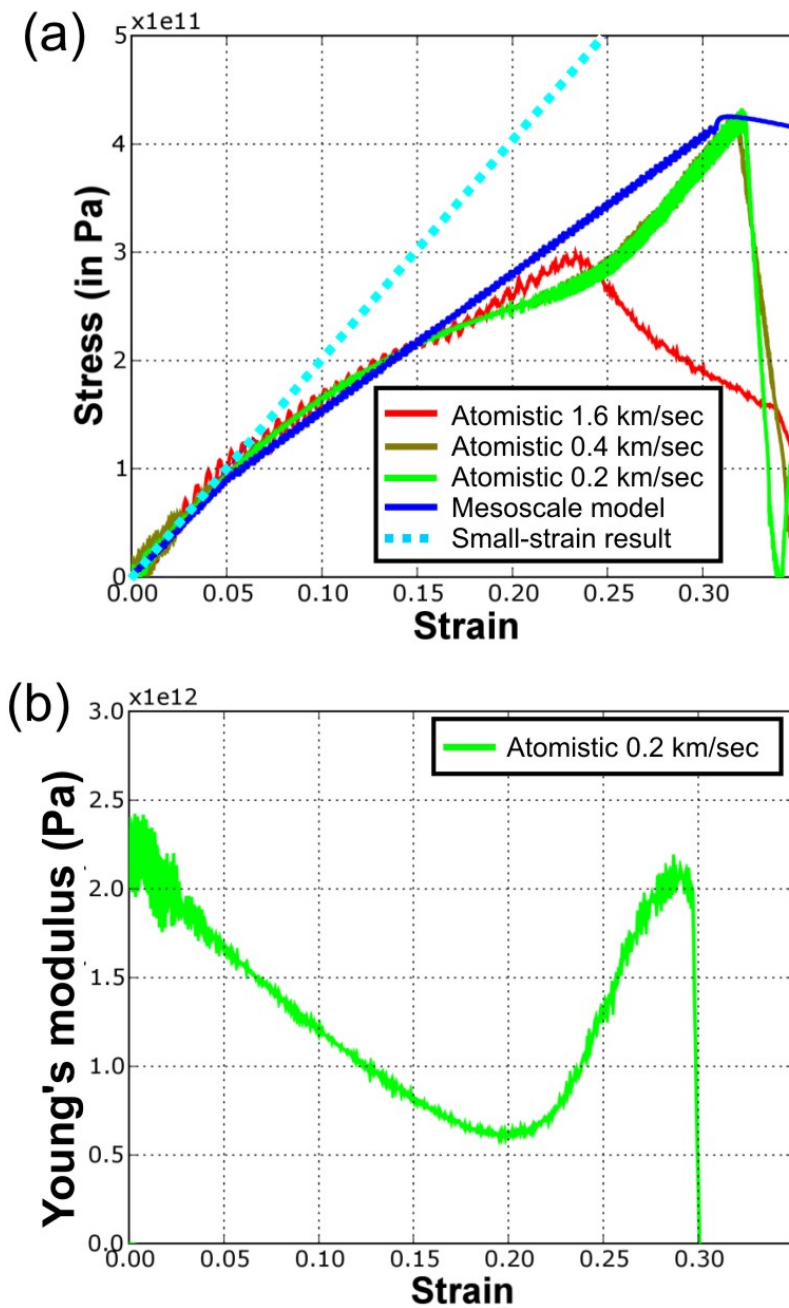 (a)
x1e11
5
4
3
2
1
0
Stress (in Pa)
Atomistic 1.6 km/sec
Atomistic 0.4 km/sec
Atomistic 0.2 km/sec
Mesoscale model
Small-strain result
0.00 0.05 0.10 0.15 0.20 0.25 0.30
Strain
(b)
x1e12
3.0
2.5
2.0
1.5
1.0
0.5
0.0
Young's modulus (Pa)
Atomistic 0.2 km/sec
0.00 0.05 0.10 0.15 0.20 0.25 0.30
Strain